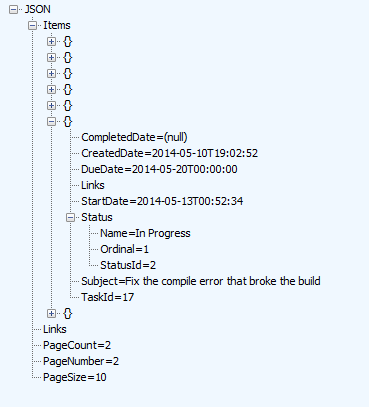 JSON
Items
{}
{}
{}
{}
{}
{}
CompletedDate=(null)
CreatedDate=2014-05-10T19:02:52
DueDate=2014-05-20T00:00:00
Links
StartDate=2014-05-13T00:52:34
Status
Name=In Progress
Ordinal=1
StatusId=2
Subject=Fix the compile error that broke the build
TaskId=17
{}
Links
PageCount=2
PageNumber=2
PageSize=10